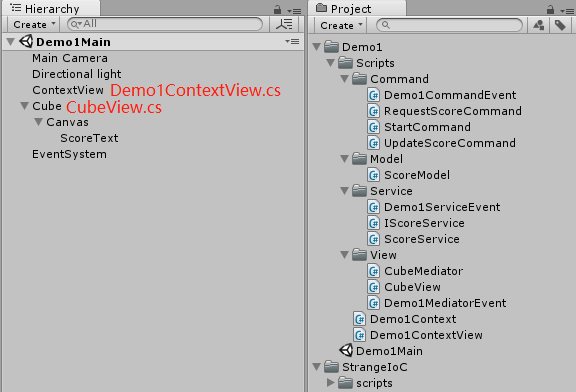 Hierarchy
Create
All
Demo1Main
Main Camera
Directional light
ContextView Demo1ContextView.cs
Cube CubeView.cs
Canvas
ScoreText
EventSystem
Project
Create
Demo1
Scripts
Command
Demo1CommandEvent
RequestScoreCommand
StartCommand
UpdateScoreCommand
Model
ScoreModel
Service
Demo1ServiceEvent
IScoreService
ScoreService
View
CubeMediator
CubeView
Demo1MediatorEvent
Demo1Context
Demo1ContextView
Demo1Main
StrangeIoC
scripts